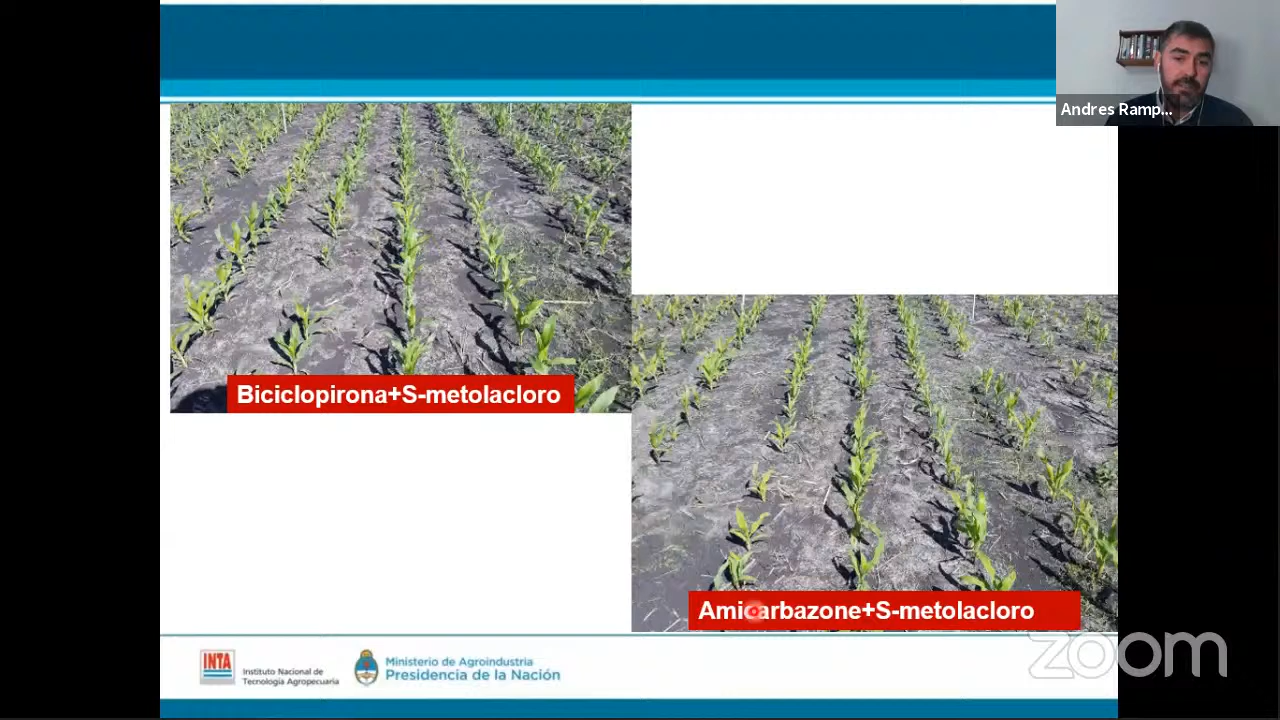 Andres Ramp...
Biciclopirona+S-metolacloro
Amicarbazone+S-metolacloro
INTA
Instituto Nacional de
Tecnología Agropecuaria
Ministerio de Agroindustria
Presidencia de la Nación
zoom